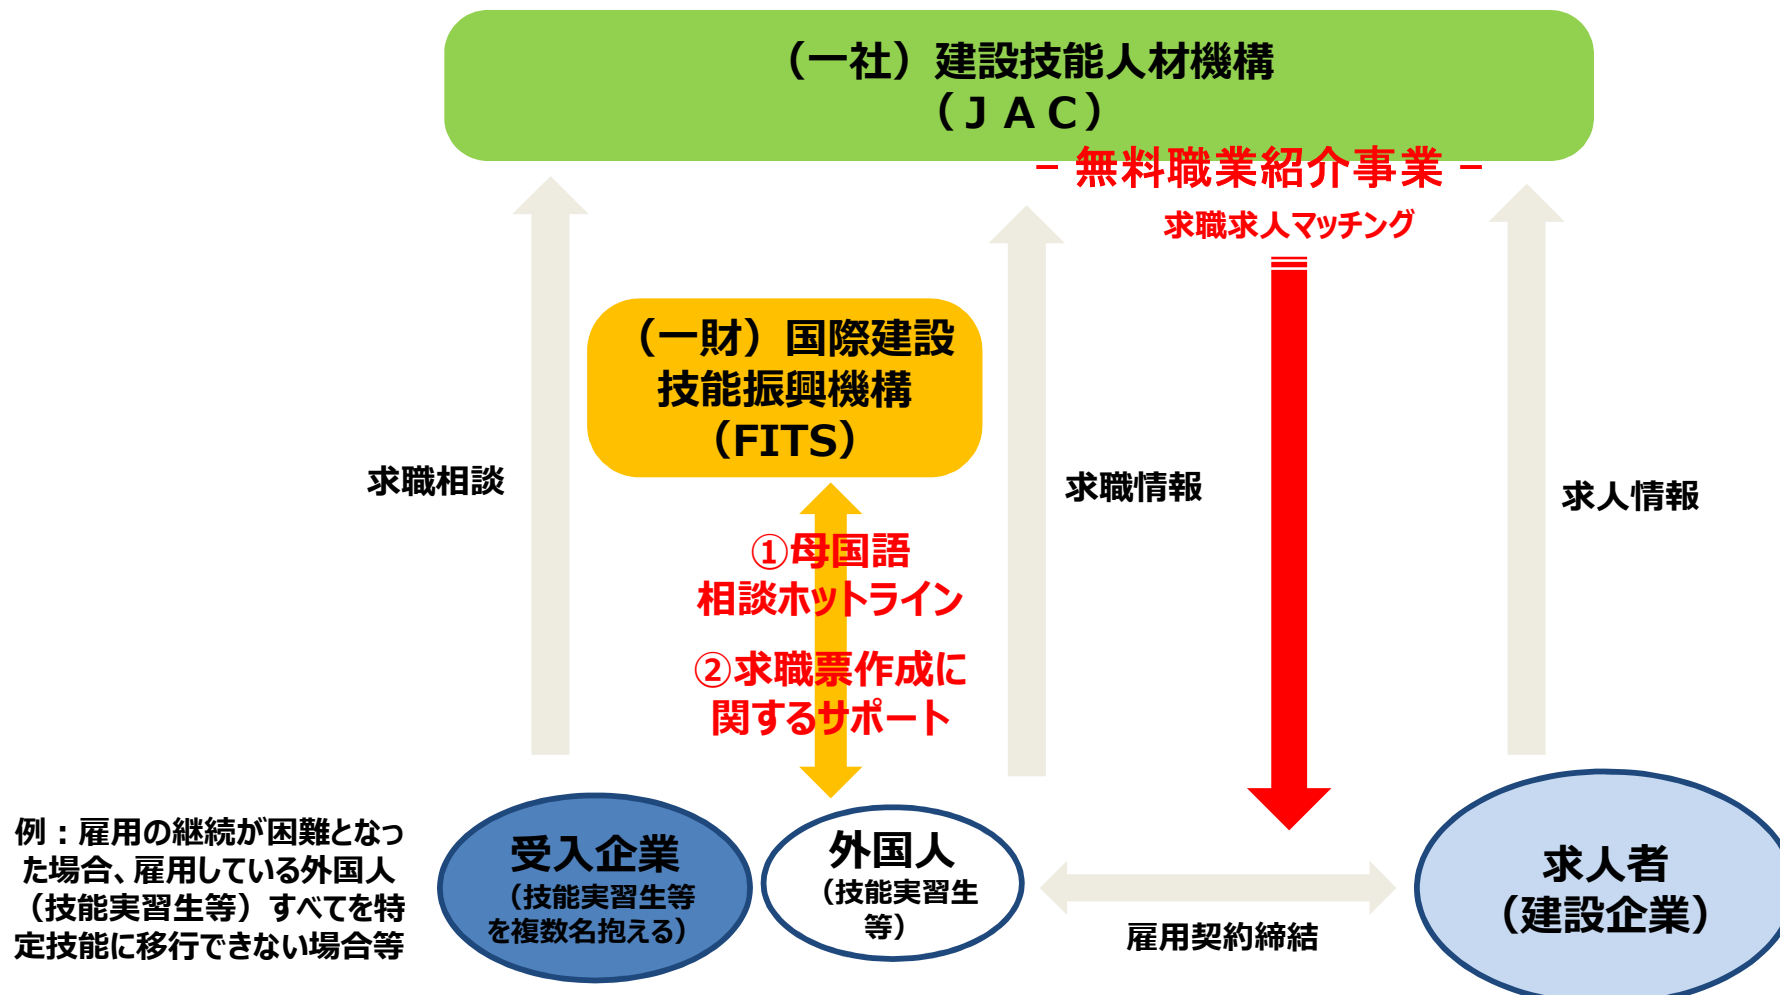 （一社）建設技能人材機構
（ＪＡＣ）
－ 無料職業紹介事業 －
求職求人マッチング
（一財）国際建設
技能振興機構
（FITS）
求職相談
求職情報
求人情報
①母国語
相談ホットライン
②求職票作成に
関するサポート
例：雇用の継続が困難となっ
た場合、雇用している外国人
（技能実習生等）すべてを特
定技能に移行できない場合等
受入企業
（技能実習生等
を複数名抱える）
外国人
（技能実習生
等）
雇用契約締結
求人者
（建設企業）